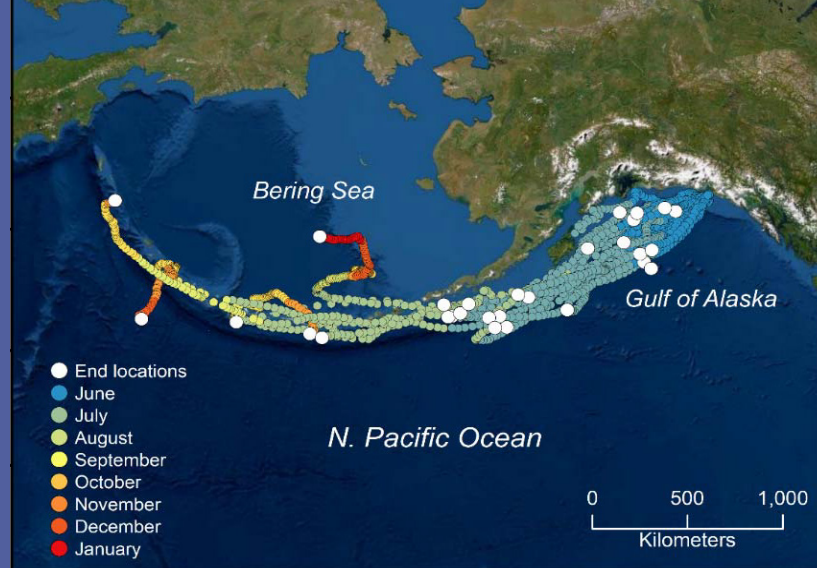 Bering Sea
Gulf of Alaska
N. Pacific Ocean
End locations
June
July
August
September
October
November
December
January
0 500 1,000
Kilometers